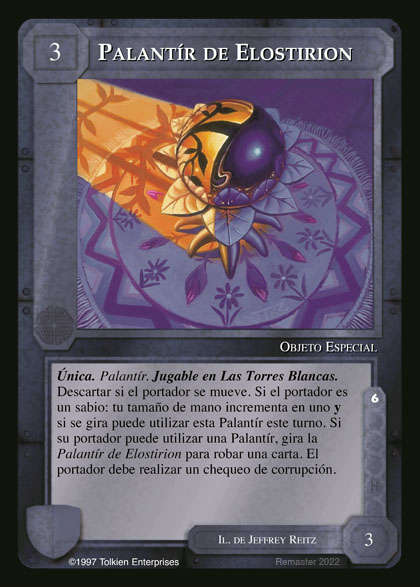 3
PALANTÍR DE ELOSTIRION
OBJETO ESPECIAL
Única. Palantír. Jugable en Las Torres Blancas.
Descartar si el portador se mueve. Si el portador es
un sabio: tu tamaño de mano incrementa en uno y
si se gira puede utilizar esta Palantír este turno. Si
su portador puede utilizar una Palantír, gira la
Palantír de Elostirion para robar una carta. El
portador debe realizar un chequeo de corrupción.
6
H
IL. DE JEFFREY REITZ
3
©1997 Tolkien Enterprises
Remaster 2022